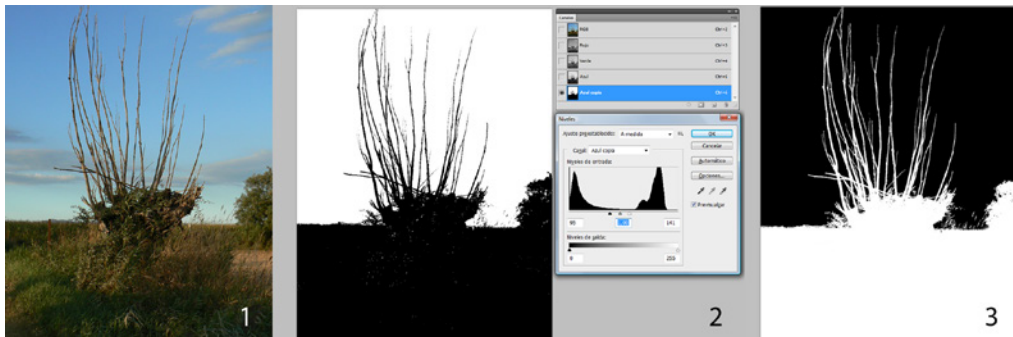 1
Canales
RGB Ctrl+2
Rojo Ctrl+3
Verde Ctrl+4
Azul Ctrl+5
Azul copia Ctrl+6
Niveles
Ajuste preestablecido: A medida
OK
Cancelar
Canal: Azul copia
Automático
Niveles de entrada:
Opciones...
Previsualizar
95 141
Niveles de salida:
0 255
2
3